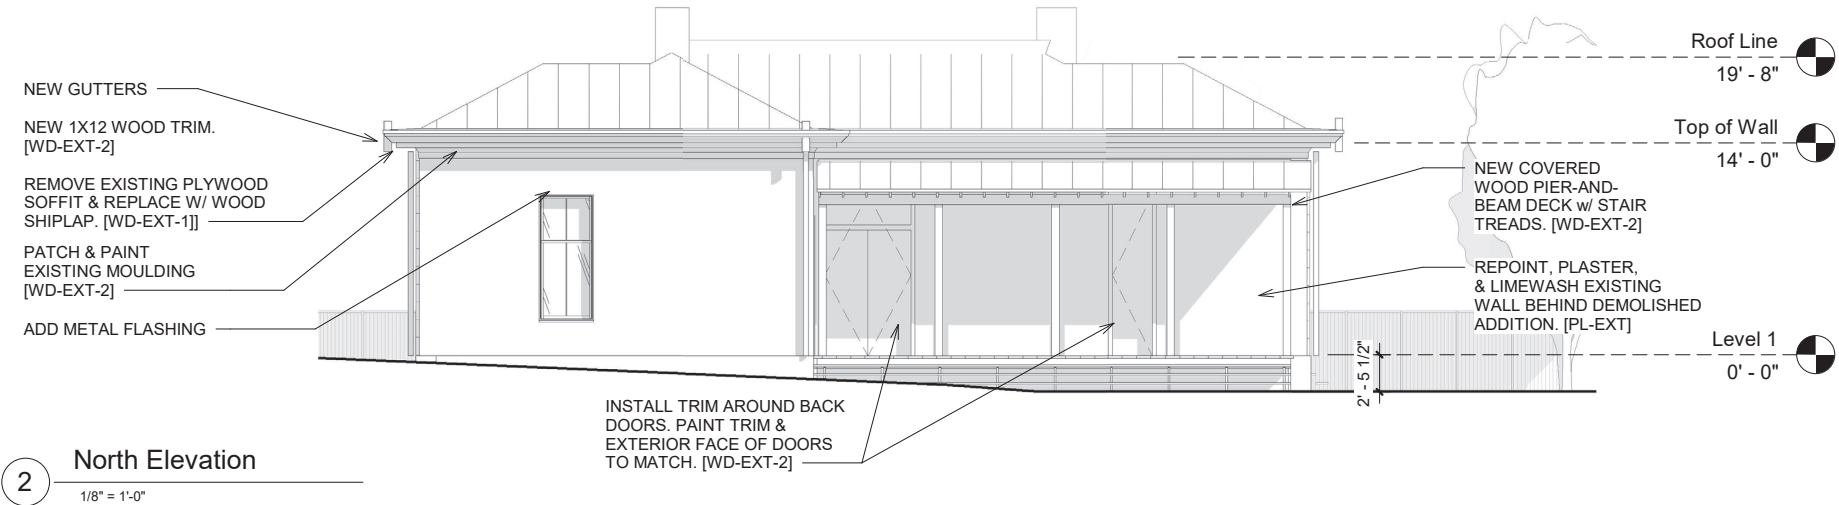 NEW GUTTERS
NEW 1X12 WOOD TRIM.
[WD-EXT-2]
REMOVE EXISTING PLYWOOD
SOFFIT & REPLACE W/ WOOD
SHIPLAP. [WD-EXT-1]]
PATCH & PAINT
EXISTING MOULDING
[WD-EXT-2]
ADD METAL FLASHING
INSTALL TRIM AROUND BACK
DOORS. PAINT TRIM &
EXTERIOR FACE OF DOORS
TO MATCH. [WD-EXT-2]
Roof Line
19' - 8"
Top of Wall
14' - 0"
NEW COVERED
WOOD PIER-AND-
BEAM DECK w/ STAIR
TREADS. [WD-EXT-2]
REPOINT, PLASTER,
& LIMEWASH EXISTING
WALL BEHIND DEMOLISHED
ADDITION. [PL-EXT]
Level 1
0' - 0"
2' - 5 1/2"
2
North Elevation
1/8" = 1'-0"